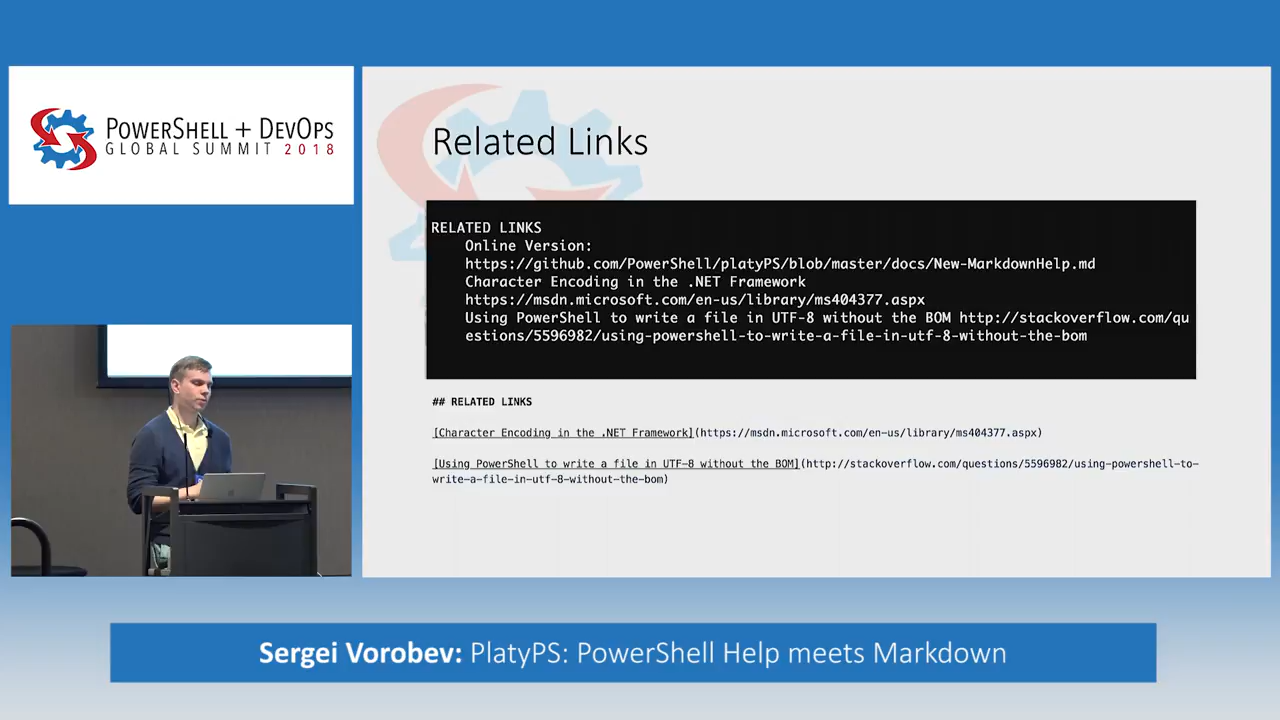 POWERSHELL + DEVOPS
GLOBAL SUMMIT 2018
Related Links
RELATED LINKS
Online Version:
https://github.com/PowerShell/platyPS/blob/master/docs/New-MarkdownHelp.md
Character Encoding in the .NET Framework
https://msdn.microsoft.com/en-us/library/ms404377.aspx
Using PowerShell to write a file in UTF-8 without the BOM http://stackoverflow.com/qu
estions/5596982/using-powershell-to-write-a-file-in-utf-8-without-the-bom
## RELATED LINKS
[Character Encoding in the .NET Framework](https://msdn.microsoft.com/en-us/library/ms404377.aspx)
[Using PowerShell to write a file in UTF-8 without the BOM](http://stackoverflow.com/questions/5596982/using-powershell-to-
write-a-file-in-utf-8-without-the-bom)
Sergei Vorobev: PlatyPS: PowerShell Help meets Markdown